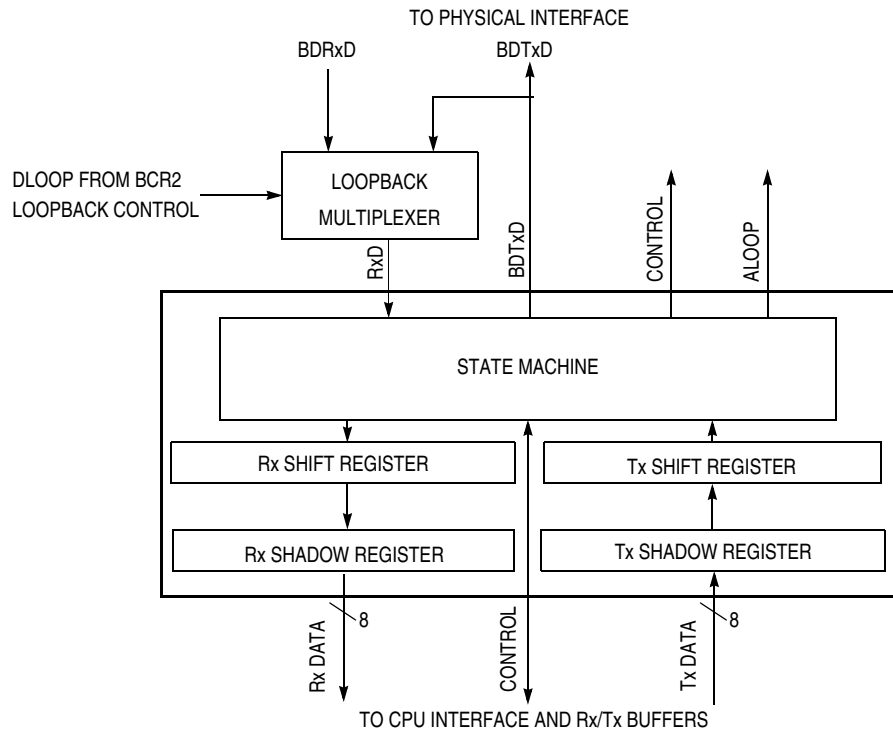 TO PHYSICAL INTERFACE
BDRxD
BDTxD
DLOOP FROM BCR2
LOOPBACK CONTROL
LOOPBACK
MULTIPLEXER
RxD
BDTxD
CONTROL
ALOOP
STATE MACHINE
Rx SHIFT REGISTER
Tx SHIFT REGISTER
Rx SHADOW REGISTER
Tx SHADOW REGISTER
8
8
Rx DATA
CONTROL
Tx DATA
TO CPU INTERFACE AND Rx/Tx BUFFERS